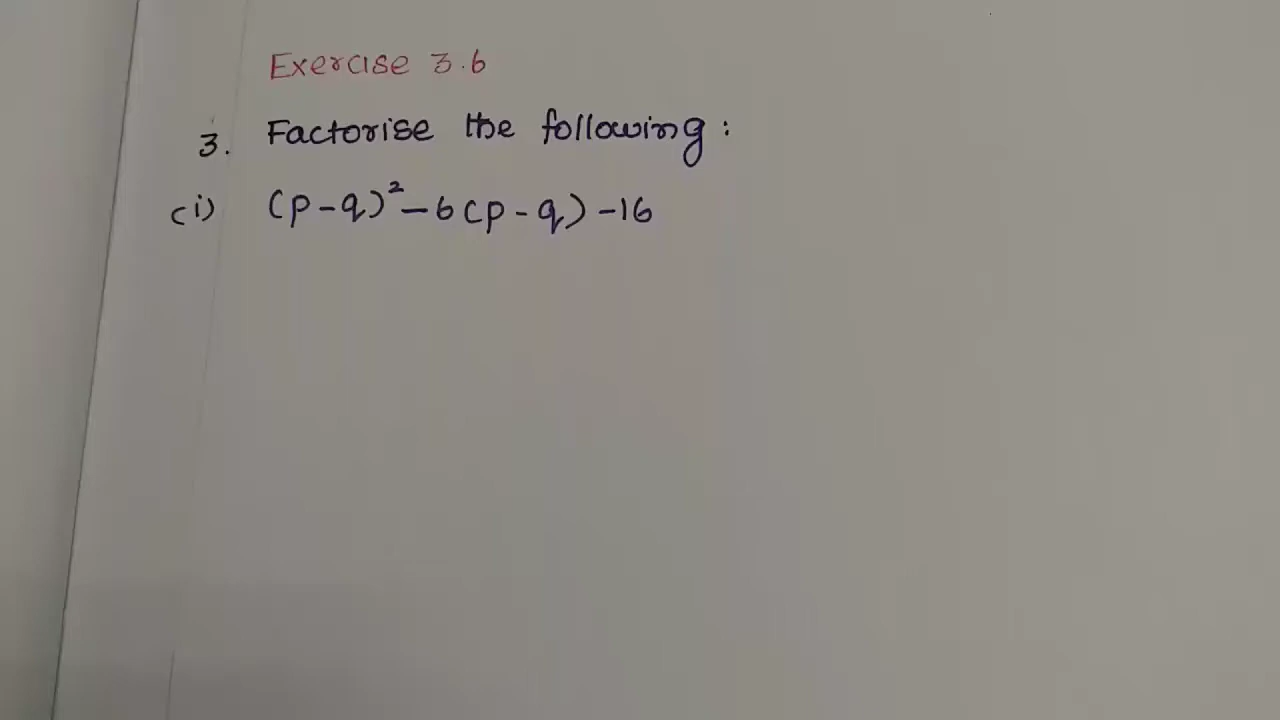 Exercise 3.6
3. Factorise the following:
(i) (p-q)²-6(p-q)-16